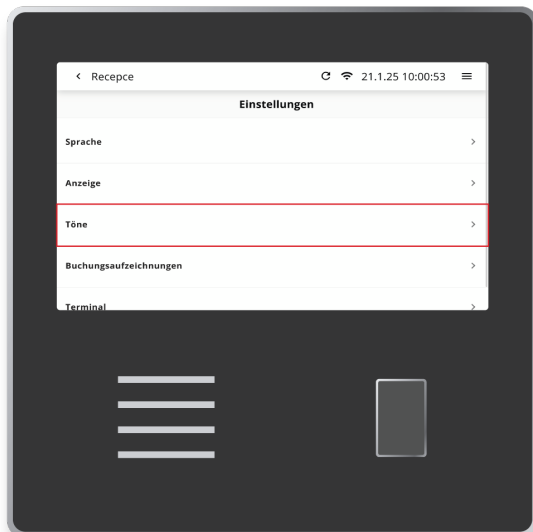 Recepce 21.1.25 10:00:53
Einstellungen
Sprache
Anzeige
Töne
Buchungsaufzeichnungen
Terminal